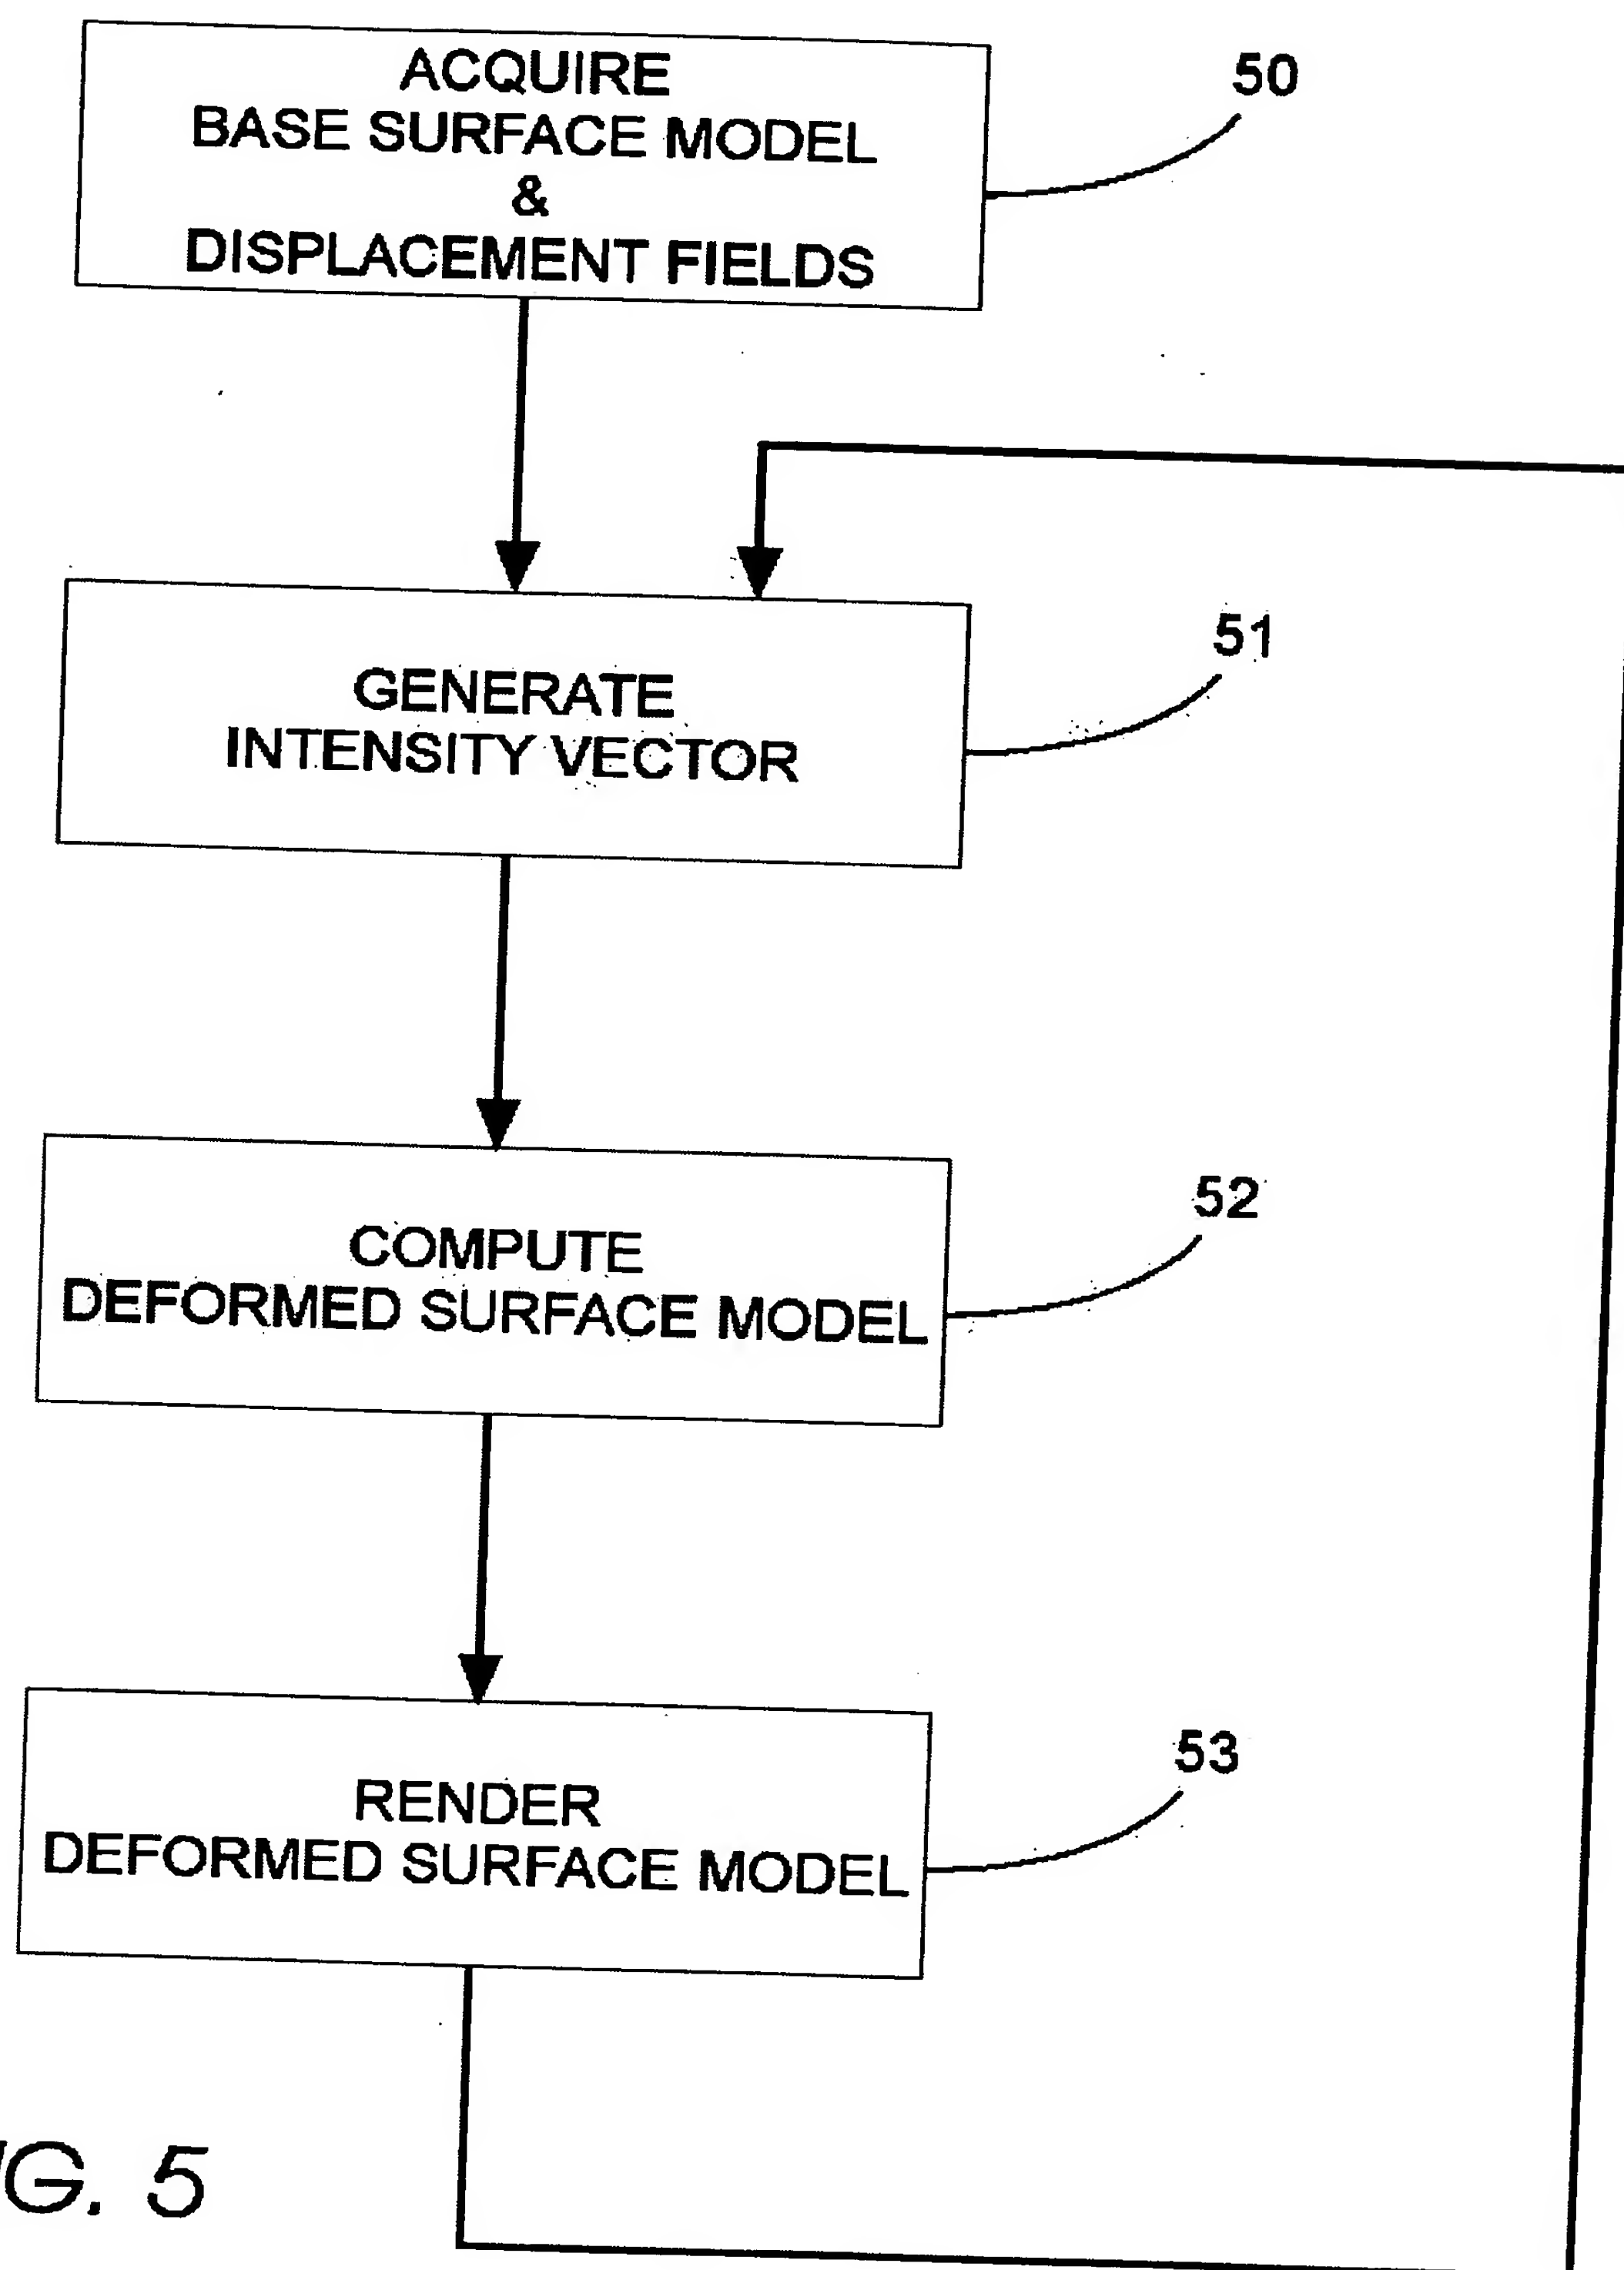 ACQUIRE
BASE SURFACE MODEL
&
DISPLACEMENT FIELDS
50
GENERATE
INTENSITY VECTOR
51
COMPUTE
DEFORMED SURFACE MODEL
52
RENDER
DEFORMED SURFACE MODEL
53
G. 5